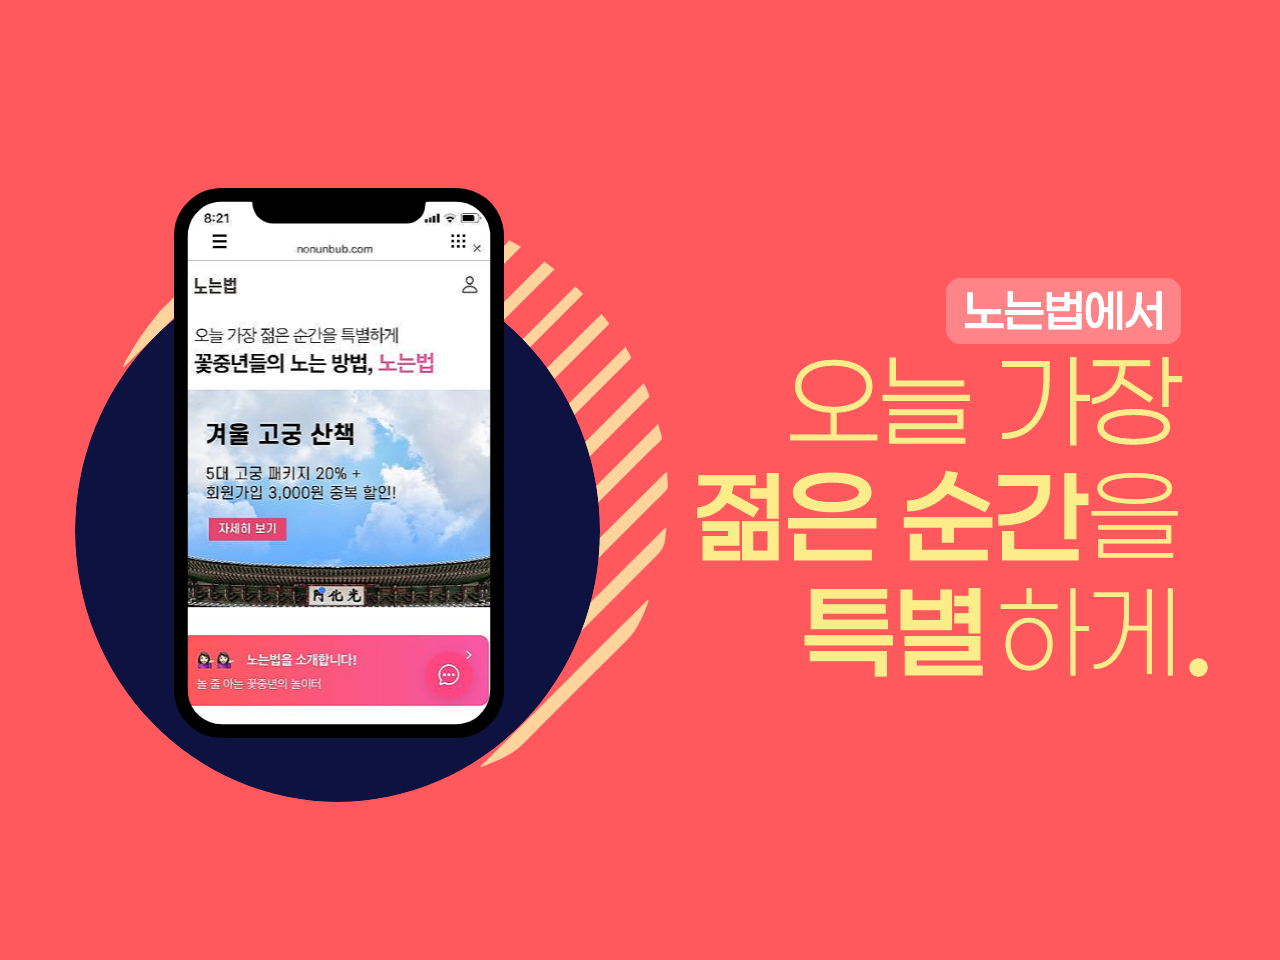 8:21
nonunbub.com
노는법
오늘 가장 젊은 순간을 특별하게
꽃중년들의 노는 방법, 노는법
겨울 고궁 산책
5대 고궁 패키지 20% +
회원가입 3,000원 중복 할인!
자세히 보기
門化光
노는법을 소개합니다!
놀 줄 아는 꽃중년의 놀이터
노는법에서
오늘 가장
젊은 순간을
특별하게.